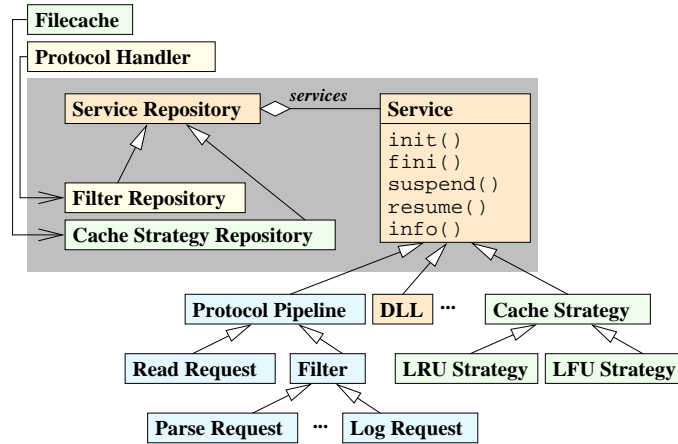 Filecache
Protocol Handler
services
Service Repository
Service
init()
fini()
suspend()
resume()
info()
Filter Repository
Cache Strategy Repository
Protocol Pipeline
DLL
...
Cache Strategy
Read Request
Filter
LRU Strategy
LFU Strategy
Parse Request
...
Log Request